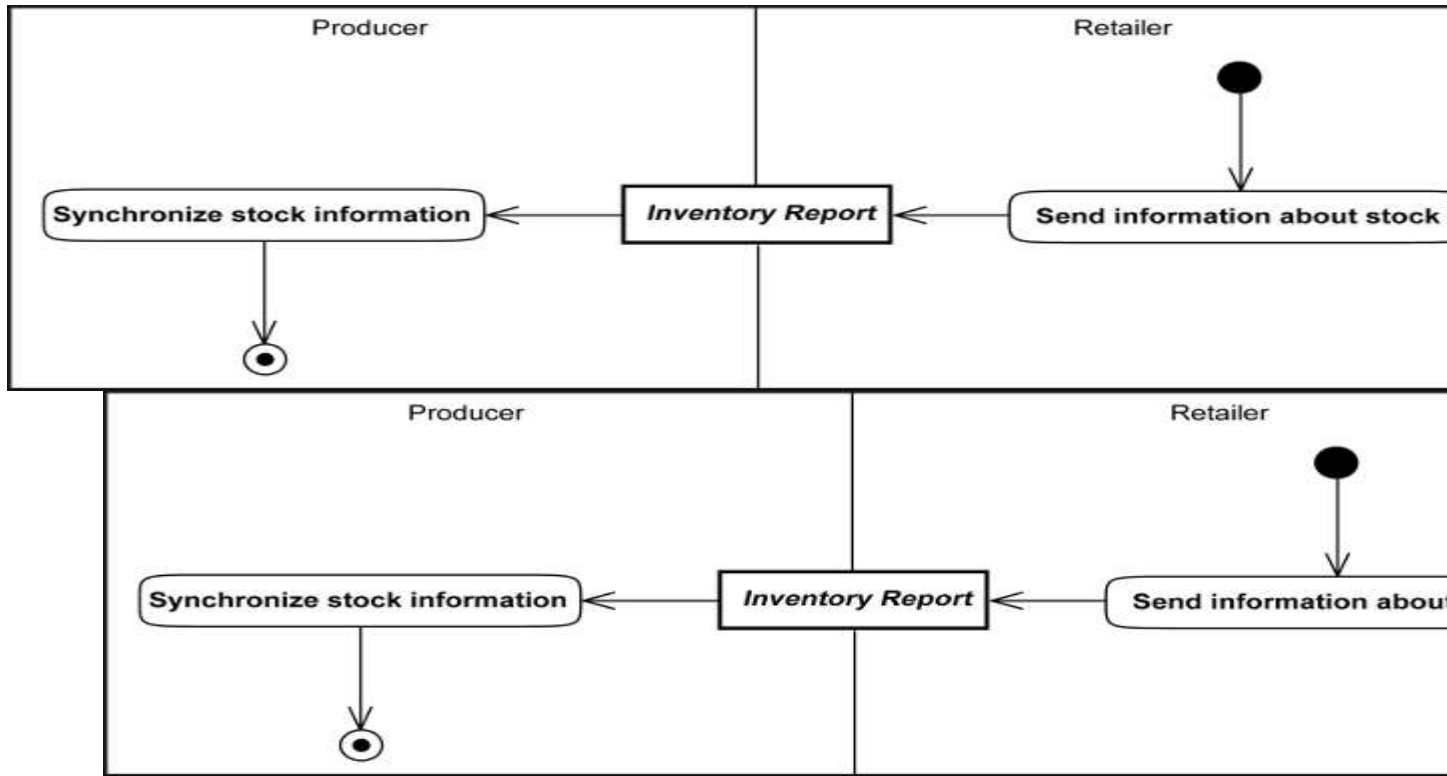 Producer
Retailer
Synchronize stock information
Inventory Report
Send information about stock
Producer
Retailer
Synchronize stock information
Inventory Report
Send information about